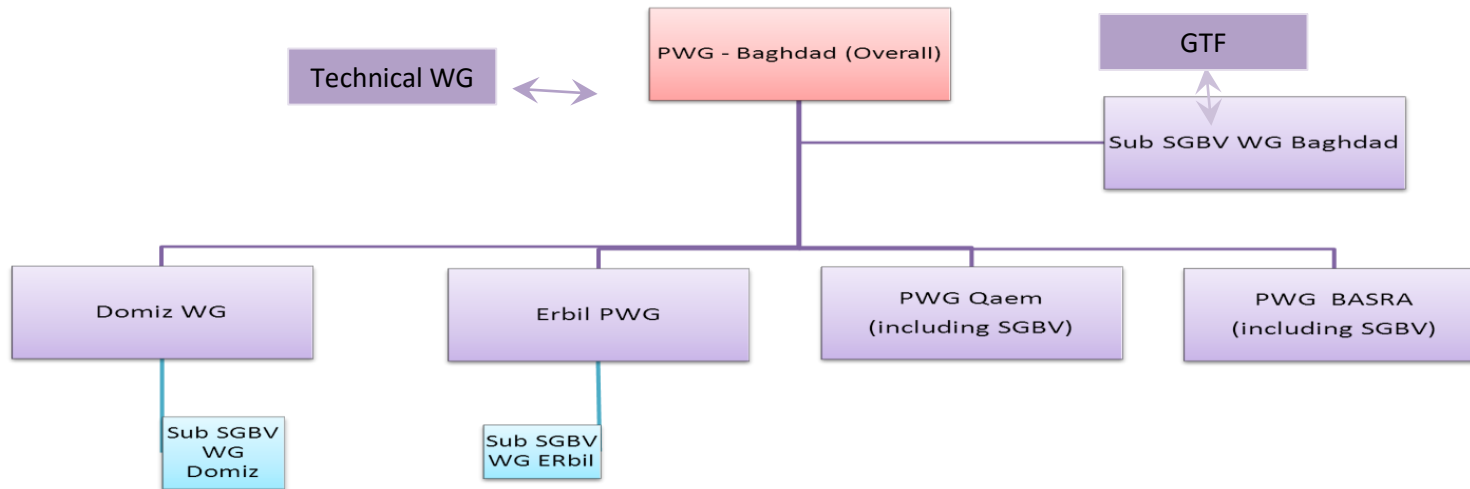 PWG - Baghdad (Overall)
Technical WG
GTF
Sub SGBV WG Baghdad
Domiz WG
Erbil PWG
PWG Qaem
(including SGBV)
PWG BASRA
(including SGBV)
Sub SGBV
WG
Domiz
Sub SGBV
WG ERbil